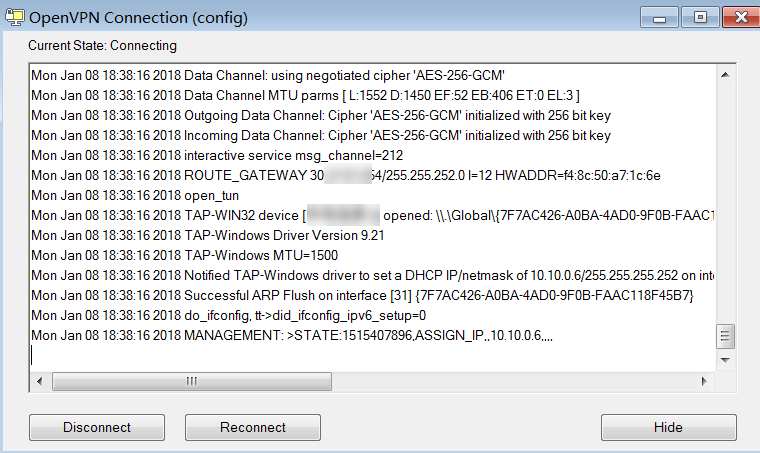 OpenVPN Connection (config)
Current State: Connecting
Mon Jan 08 18:38:16 2018 Data Channel: using negotiated cipher 'AES-256-GCM'
Mon Jan 08 18:38:16 2018 Data Channel MTU parms [ L:1552 D:1450 EF:52 EB:406 ET:0 EL:3 ]
Mon Jan 08 18:38:16 2018 Outgoing Data Channel: Cipher 'AES-256-GCM' initialized with 256 bit key
Mon Jan 08 18:38:16 2018 Incoming Data Channel: Cipher 'AES-256-GCM' initialized with 256 bit key
Mon Jan 08 18:38:16 2018 interactive service msg_channel=212
Mon Jan 08 18:38:16 2018 ROUTE_GATEWAY 30 54/255.255.252.0 I=12 HWADDR=f4:8c:50:a7:1c:6e
Mon Jan 08 18:38:16 2018 open_tun
Mon Jan 08 18:38:16 2018 TAP-WIN32 device [ opened: \\.\Global\{7F7AC426-A0BA-4AD0-9F0B-FAAC1
Mon Jan 08 18:38:16 2018 TAP-Windows Driver Version 9.21
Mon Jan 08 18:38:16 2018 TAP-Windows MTU=1500
Mon Jan 08 18:38:16 2018 Notified TAP-Windows driver to set a DHCP IP/netmask of 10.10.0.6/255.255.255.252 on inte
Mon Jan 08 18:38:16 2018 Successful ARP Flush on interface [31] {7F7AC426-A0BA-4AD0-9F0B-FAAC118F45B7}
Mon Jan 08 18:38:16 2018 do_ifconfig, tt->did_ifconfig_ipv6_setup=0
Mon Jan 08 18:38:16 2018 MANAGEMENT: >STATE:1515407896,ASSIGN_IP,,10.10.0.6,,,,
Disconnect
Reconnect
Hide